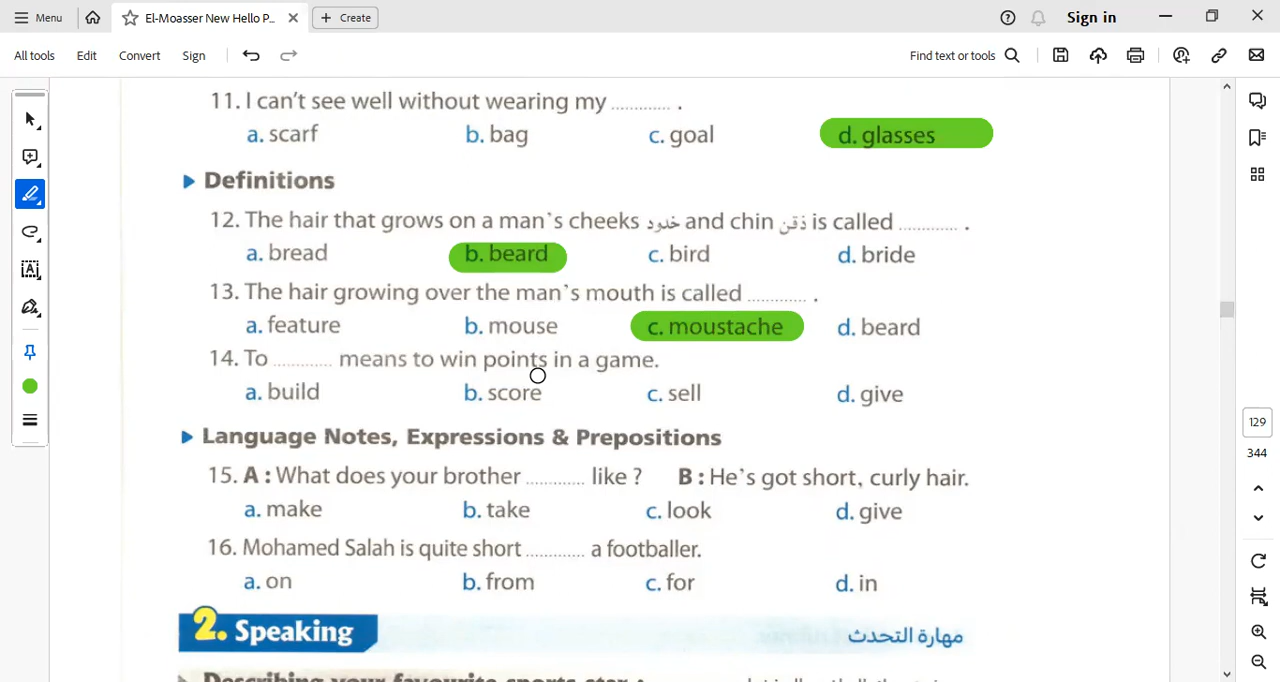 Menu
El-Moasser New Hello P...
Create
Sign in
All tools Edit Convert Sign
Find text or tools
11. I can't see well without wearing my ............ .
a. scarf b. bag c. goal d. glasses
Definitions
12. The hair that grows on a man's cheeks خدود and chin ذقن is called ............ .
a. bread b. beard c. bird d. bride
13. The hair growing over the man's mouth is called ............ .
a. feature b. mouse c. moustache d. beard
14. To ............ means to win points in a game.
a. build b. score c. sell d. give
Language Notes, Expressions & Prepositions
15. A : What does your brother ............ like ? B : He's got short, curly hair.
a. make b. take c. look d. give
16. Mohamed Salah is quite short ............ a footballer.
a. on b. from c. for d. in
2. Speaking مهارة التحدث
Describing your favourite sports star :
129
344